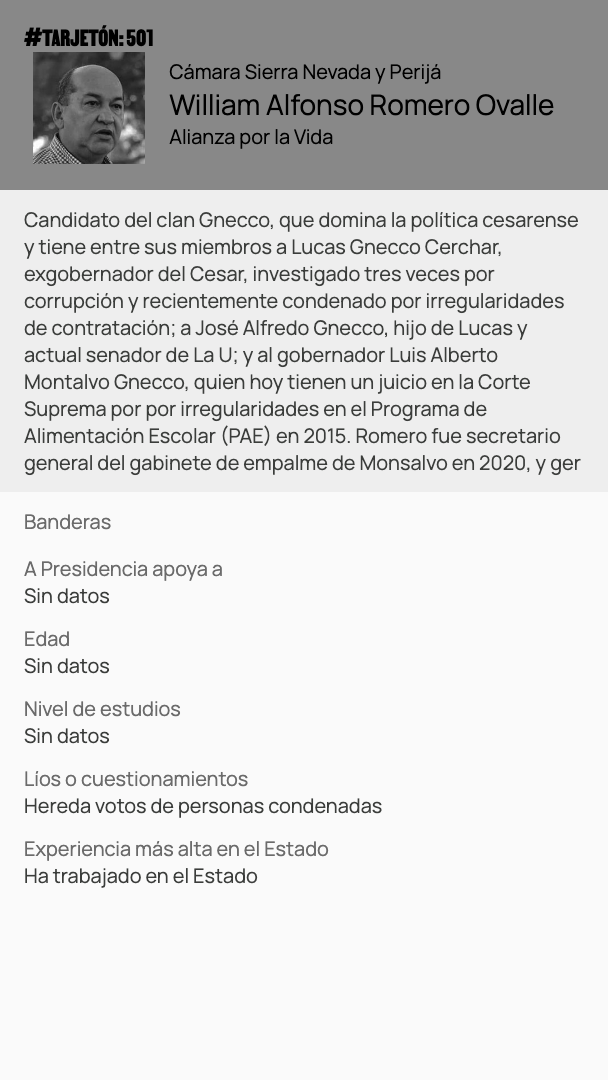 #TARJETÓN: 501
Cámara Sierra Nevada y Perijá
William Alfonso Romero Ovalle
Alianza por la Vida
Candidato del clan Gnecco, que domina la política cesarense
y tiene entre sus miembros a Lucas Gnecco Cerchar,
exgobernador del Cesar, investigado tres veces por
corrupción y recientemente condenado por irregularidades
de contratación; a José Alfredo Gnecco, hijo de Lucas y
actual senador de La U; y al gobernador Luis Alberto
Montalvo Gnecco, quien hoy tienen un juicio en la Corte
Suprema por por irregularidades en el Programa de
Alimentación Escolar (PAE) en 2015. Romero fue secretario
general del gabinete de empalme de Monsalvo en 2020, y ger
Banderas
A Presidencia apoya a
Sin datos
Edad
Sin datos
Nivel de estudios
Sin datos
Líos o cuestionamientos
Hereda votos de personas condenadas
Experiencia más alta en el Estado
Ha trabajado en el Estado